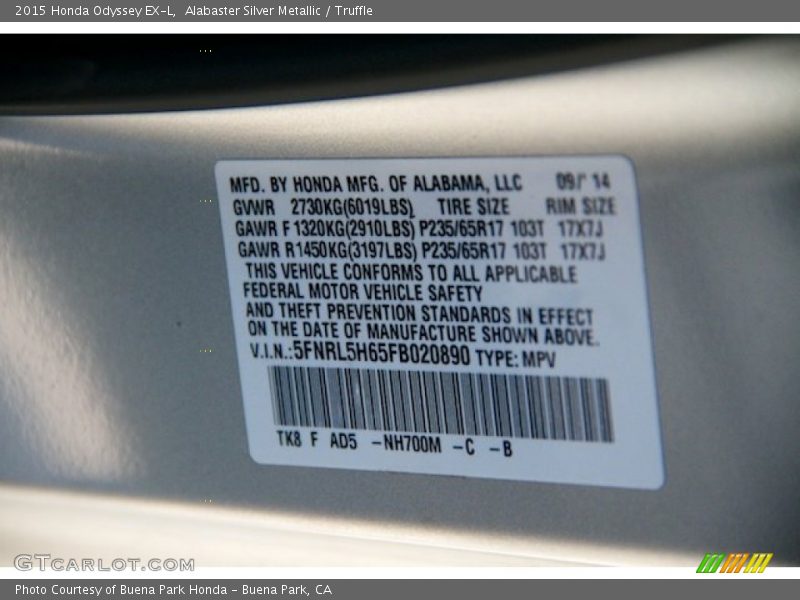 2015 Honda Odyssey EX-L, Alabaster Silver Metallic / Truffle
MFD. BY HONDA MFG. OF ALABAMA, LLC 09/ 14
GVWR 2730KG(6019LBS) TIRE SIZE RIM SIZE
GAWR F 1320KG(2910LBS) P235/65R17 103T 17X7J
GAWR R1450KG(3197LBS) P235/65R17 103T 17X7J
THIS VEHICLE CONFORMS TO ALL APPLICABLE
FEDERAL MOTOR VEHICLE SAFETY
AND THEFT PREVENTION STANDARDS IN EFFECT
ON THE DATE OF MANUFACTURE SHOWN ABOVE.
V.I.N.:5FNRL5H65FB020890 TYPE: MPV
TK8 F AD5 -NH700M -C -B
GTCARLOT.COM
Photo Courtesy of Buena Park Honda - Buena Park, CA